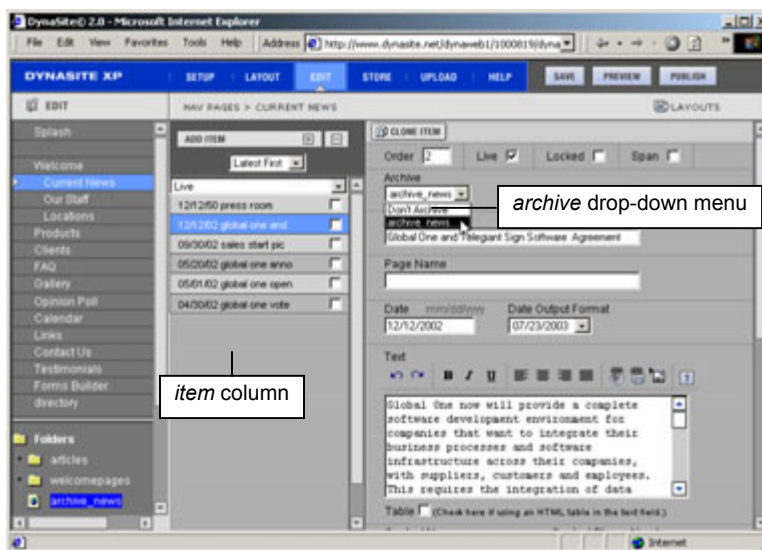 DynaSite© 2.0 - Microsoft Internet Explorer
File Edit View Favorites Tools Help Address http://www.dynasite.net/dynaweb1/1000819/dyna
DYNASITE XP SETUP LAYOUT EDIT STORE UPLOAD HELP SAVE PREVIEW PUBLISH
EDIT NAV PAGES > CURRENT NEWS LAYOUTS
Splash
Welcome
Current News
Our Staff
Locations
Products
Clients
FAQ
Gallery
Opinion Poll
Calendar
Links
Contact Us
Testimonials
Forms Builder
directory
Folders
articles
welcomepages
archive_news
ADD ITEM
Latest First
Live
12/12/50 press room
12/12/02 global one and
09/30/02 sales start pic
05/20/02 global one anno
05/01/02 global one open
04/30/02 global one vote
item column
CLONE ITEM
Order 2 Live Locked Span
Archive
archive_news
Don't Archive
archive_news
archive drop-down menu
Global One and Telegiant Sign Software Agreement
Page Name
Date mm/dd/yyyy Date Output Format
12/12/2002 07/23/2003
Text
B I U
Global One now will provide a complete
software development environment for
companies that want to integrate their
business processes and software
infrastructure across their companies,
with suppliers, customers and employees.
This requires the integration of data
Table (Check here if using an HTML table in the text field.)
Internet